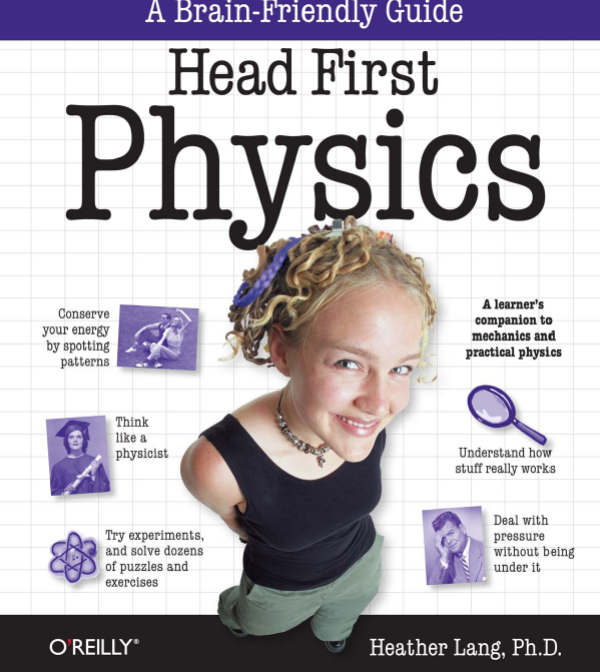 A Brain-Friendly Guide
Head First
Physics
Conserve
your energy
by spotting
patterns
A learner's
companion to
mechanics and
practical physics
Think
like a
physicist
Understand how
stuff really works
Try experiments,
and solve dozens
of puzzles and
exercises
Deal with
pressure
without being
under it
O'REILLY®
Heather Lang, Ph.D.